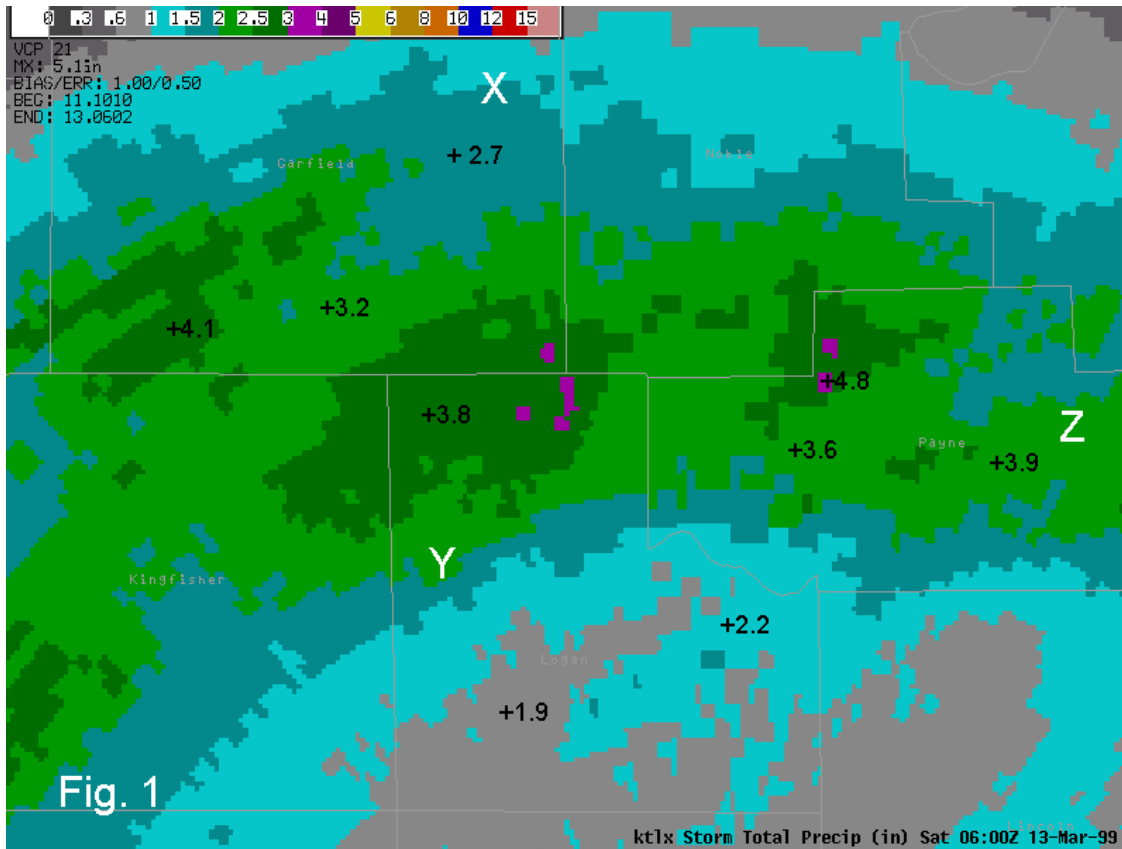 0 .3 .6 1 1.5 2 2.5 3 4 5 6 8 10 12 15
VCP 21
MX: 5.1in
BIAS/ERR: 1.00/0.50
BEG: 11.1010
END: 13.0602
X
+ 2.7
Garfield
Noble
+3.2
+4.1
+4.8
+3.8
Z
+3.6
Payne
+3.9
Y
Kingfisher
+2.2
Logan
+1.9
Fig. 1
Lincoln
ktlx Storm Total Precip (in) Sat 06:00Z 13-Mar-99